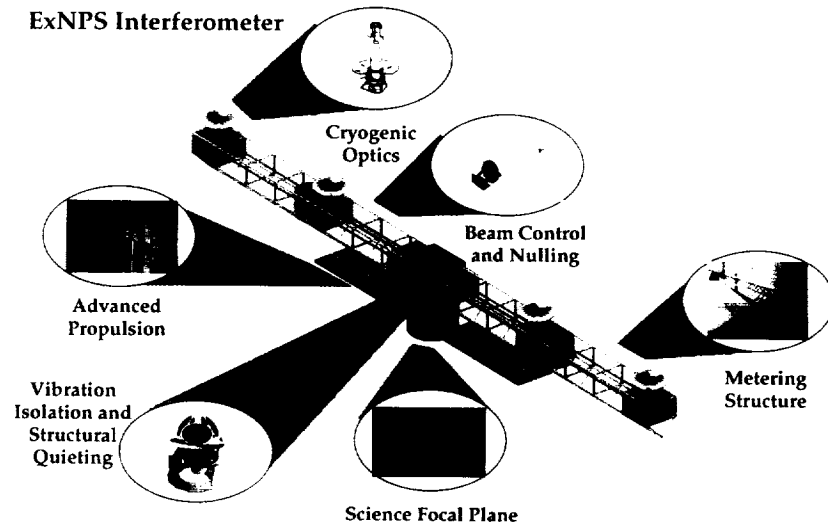 ExNPS Interferometer
Cryogenic
Optics
Beam Control
and Nulling
Advanced
Propulsion
Metering
Structure
Vibration
Isolation and
Structural
Quieting
Science Focal Plane